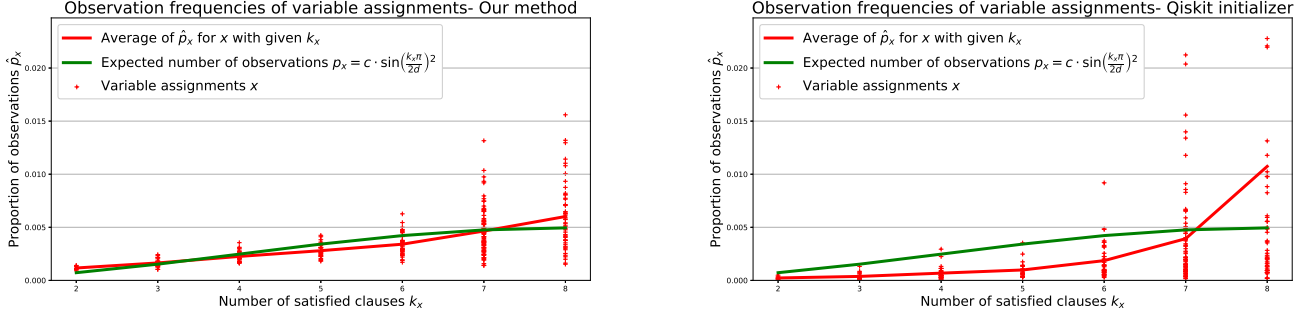 Observation frequencies of variable assignments- Our method
Average of p̂ₓ for x with given kₓ
Expected number of observations pₓ = c · sin(kₓπ/2d)²
Variable assignments x
Proportion of observations p̂ₓ
0.020
0.015
0.010
0.005
0.000
2 3 4 5 6 7 8
Number of satisfied clauses kₓ
Observation frequencies of variable assignments- Qiskit initializer
Average of p̂ₓ for x with given kₓ
Expected number of observations pₓ = c · sin(kₓπ/2d)²
Variable assignments x
Proportion of observations p̂ₓ
0.020
0.015
0.010
0.005
0.000
2 3 4 5 6 7 8
Number of satisfied clauses kₓ